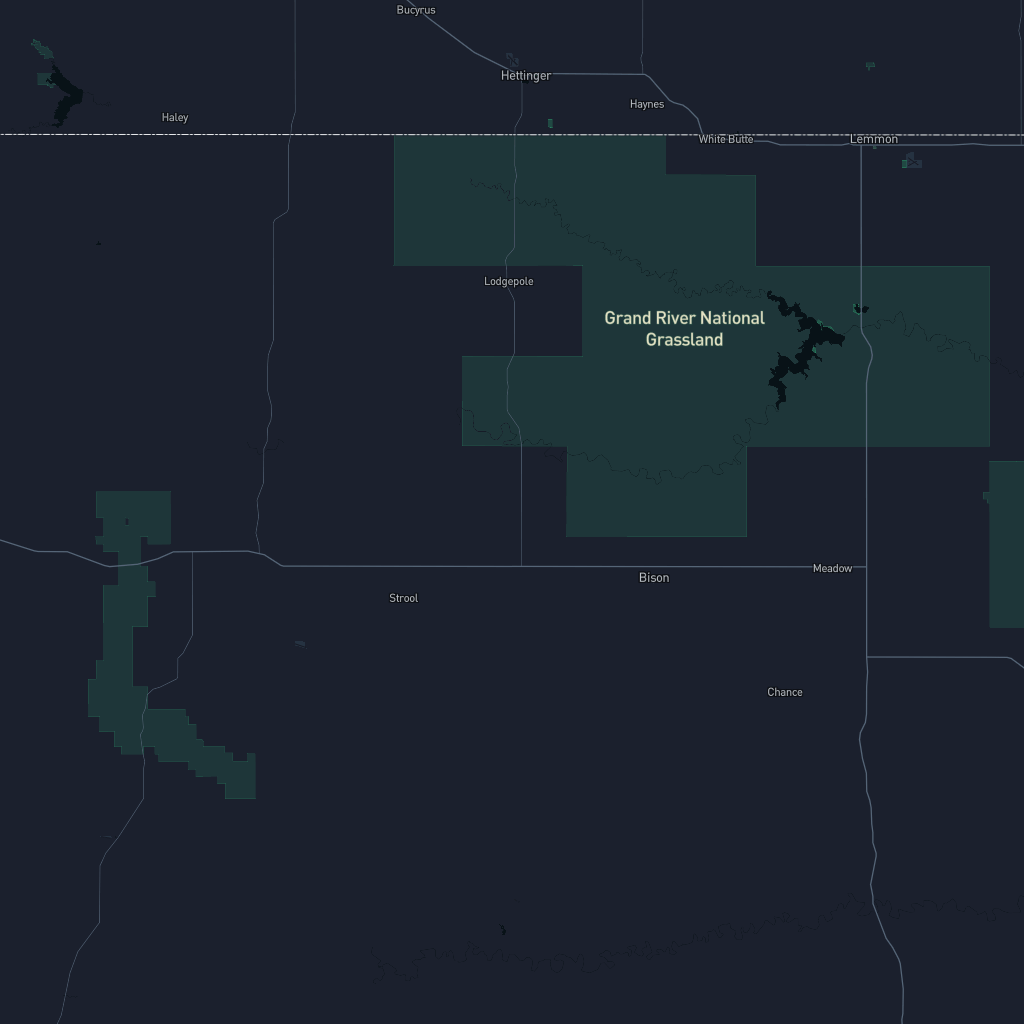 Bucyrus
Hettinger
Haynes
Haley
White Butte
Lemmon
Lodgepole
Grand River National
Grassland
Meadow
Bison
Strool
Chance